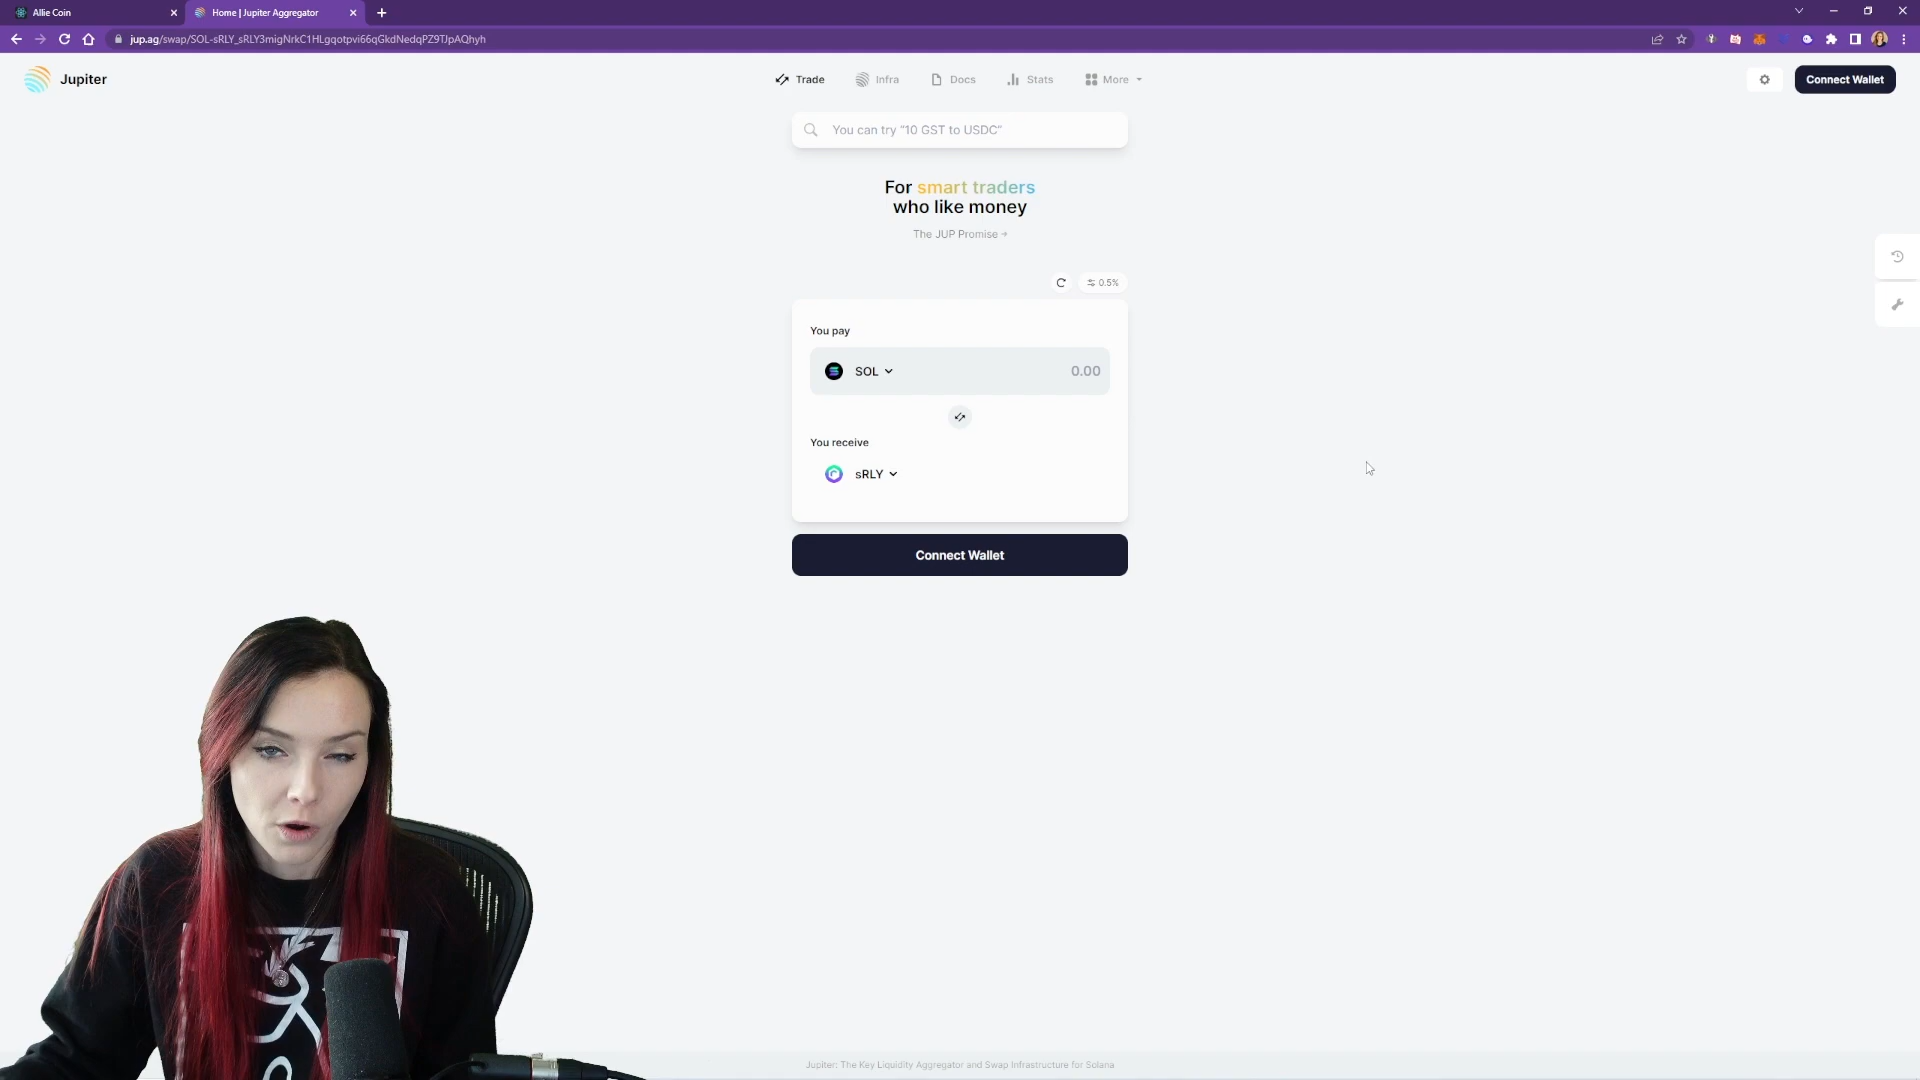 Allie Coin
Home | Jupiter Aggregator
jup.ag/swap/SOL-sRLY_sRLY3migNrkC1HLgqotpvi66qGkdNedqPZ9TJpAQhyh
Jupiter
Trade
Infra
Docs
Stats
More
Connect Wallet
You can try "10 GST to USDC"
For smart traders
who like money
The JUP Promise →
0.5%
You pay
SOL
0.00
You receive
sRLY
Connect Wallet
Jupiter: The Key Liquidity Aggregator and Swap Infrastructure for Solana